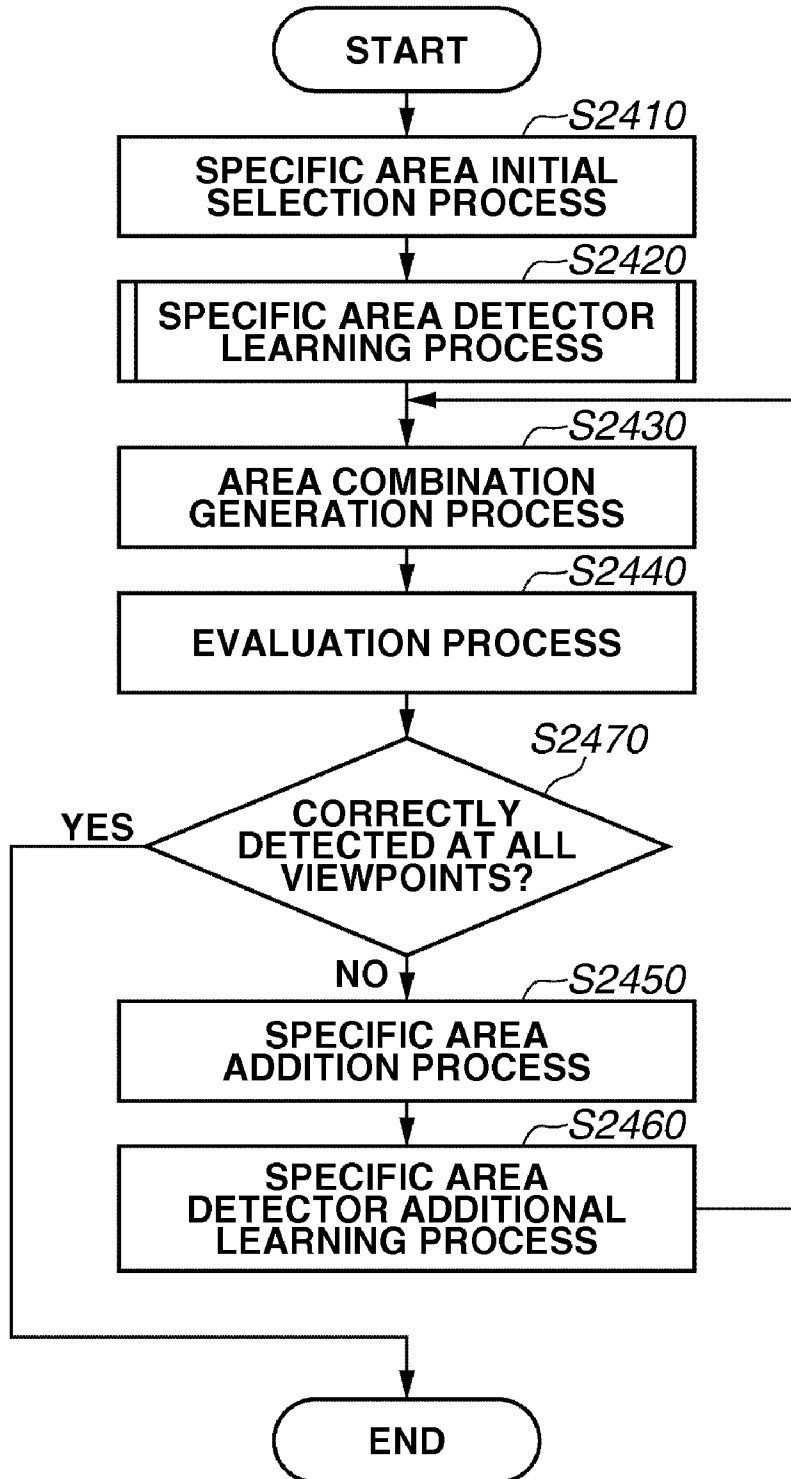 START
S2410
SPECIFIC AREA INITIAL
SELECTION PROCESS
S2420
SPECIFIC AREA DETECTOR
LEARNING PROCESS
S2430
AREA COMBINATION
GENERATION PROCESS
S2440
EVALUATION PROCESS
S2470
CORRECTLY
DETECTED AT ALL
VIEWPOINTS?
YES
NO
S2450
SPECIFIC AREA
ADDITION PROCESS
S2460
SPECIFIC AREA
DETECTOR ADDITIONAL
LEARNING PROCESS
END